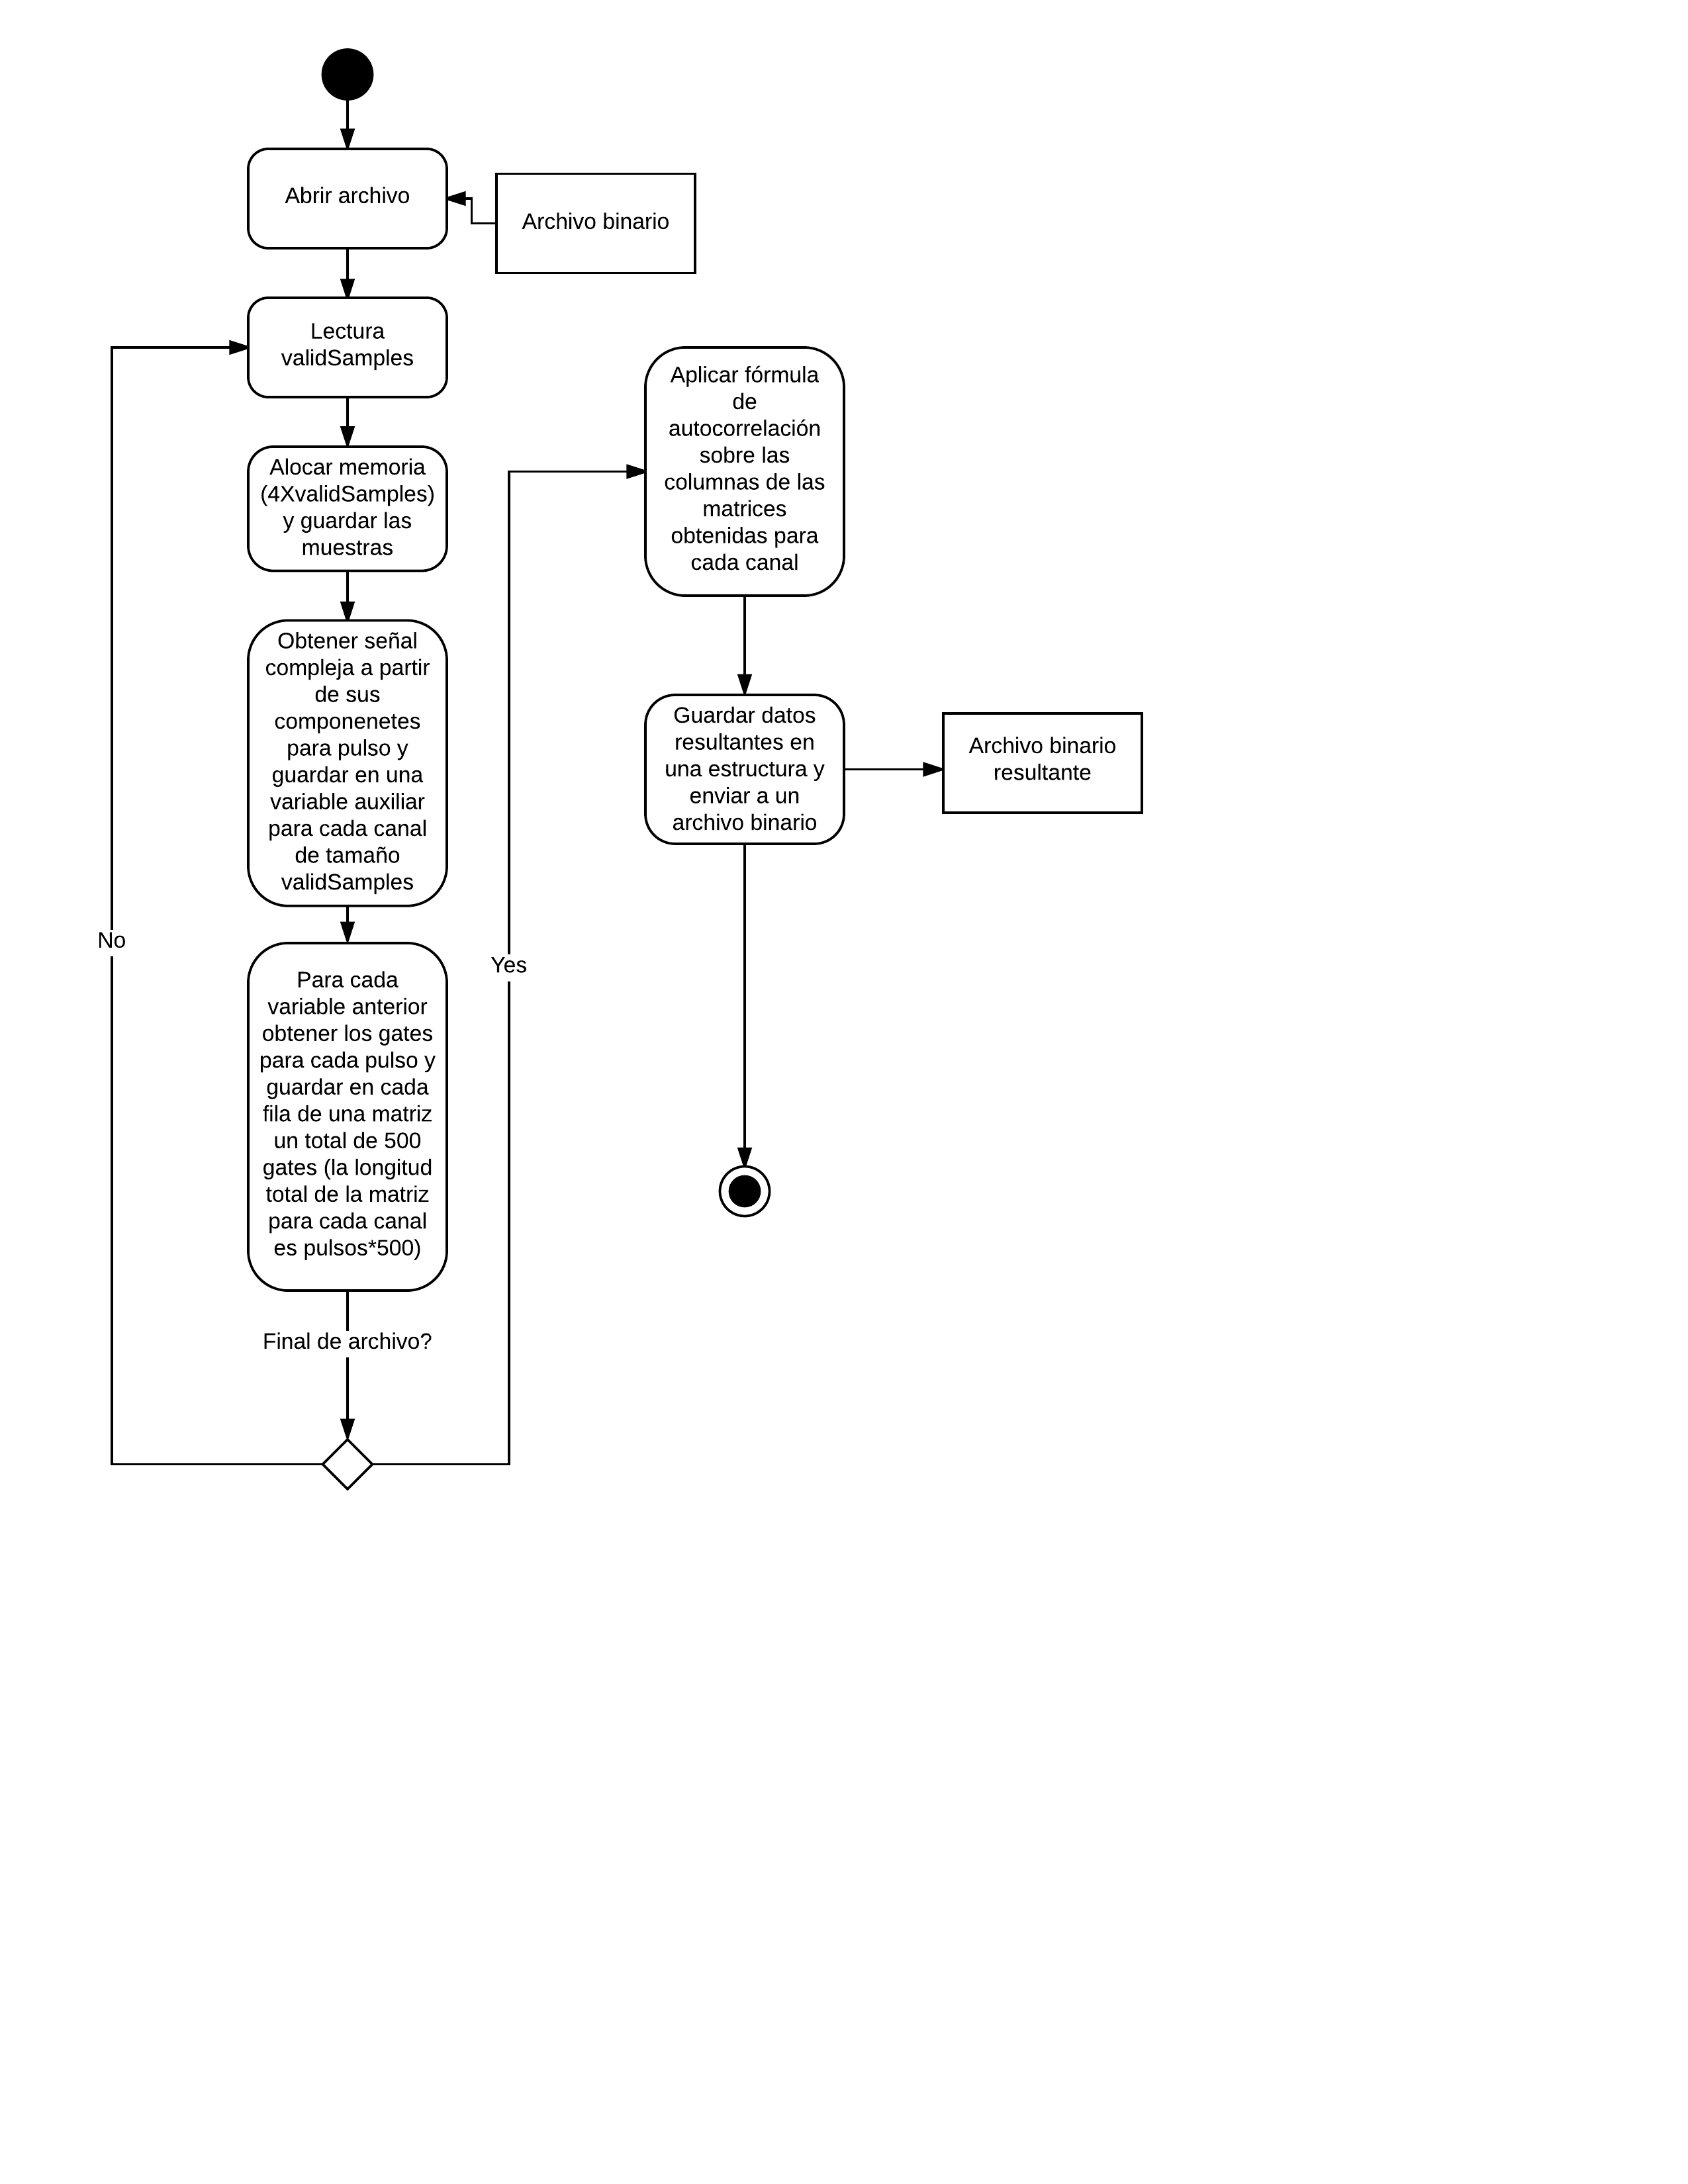 Abrir archivo
Archivo binario
Lectura
validSamples
Alocar memoria
(4XvalidSamples)
y guardar las
muestras
Obtener señal
compleja a partir
de sus
componenetes
para pulso y
guardar en una
variable auxiliar
para cada canal
de tamaño
validSamples
Para cada
variable anterior
obtener los gates
para cada pulso y
guardar en cada
fila de una matriz
un total de 500
gates (la longitud
total de la matriz
para cada canal
es pulsos*500)
Final de archivo?
No
Yes
Aplicar fórmula
de
autocorrelación
sobre las
columnas de las
matrices
obtenidas para
cada canal
Guardar datos
resultantes en
una estructura y
enviar a un
archivo binario
Archivo binario
resultante